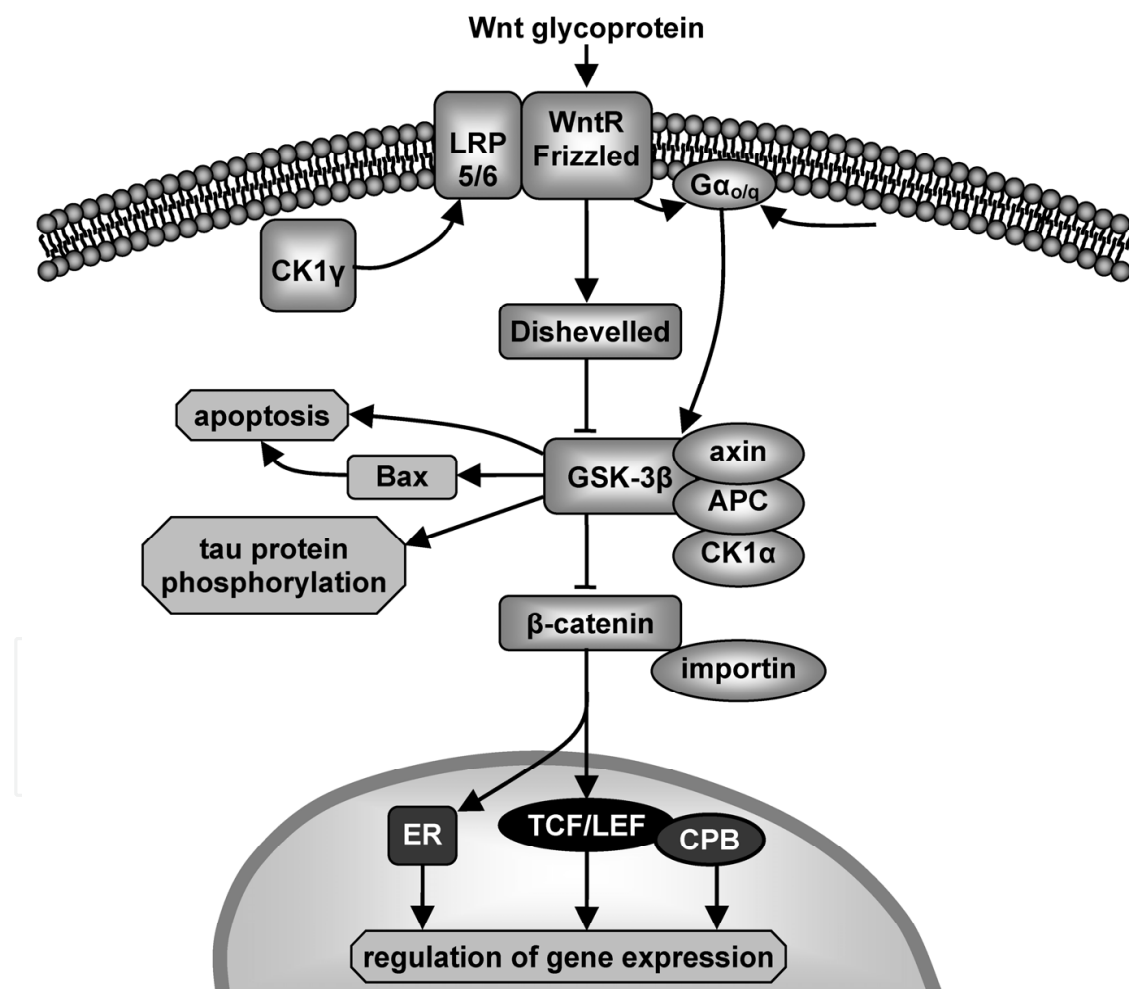 Wnt glycoprotein
LRP
5/6
WntR
Frizzled
Gαo/q
CK1γ
Dishevelled
apoptosis
Bax
GSK-3β
axin
APC
CK1α
tau protein
phosphorylation
β-catenin
importin
ER
TCF/LEF
CPB
regulation of gene expression